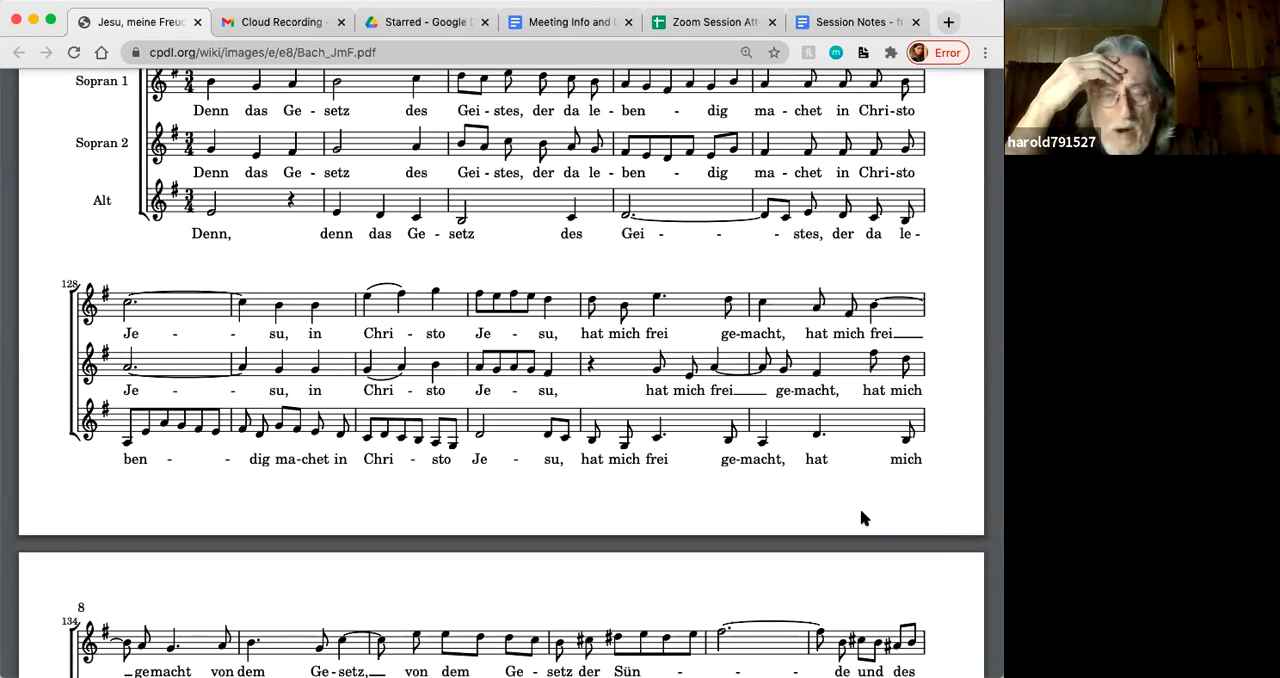 Jesu, meine Freuc
Cloud Recording -
Starred - Google D
Meeting Info and L
Zoom Session Att
Session Notes - fr
cpdl.org/wiki/images/e/e8/Bach_JmF.pdf
Error
harold791527
Sopran 1
Denn das Ge - setz des Gei - stes, der da le - ben - dig ma - chet in Chri - sto
Sopran 2
Denn das Ge - setz des Gei - stes, der da le - ben - dig ma - chet in Chri - sto
Alt
Denn, denn das Ge - setz des Gei - - - stes, der da le -
128
Je - - su, in Chri - sto Je - su, hat mich frei ge-macht, hat mich frei
Je - - su, in Chri - sto Je - su, hat mich frei ge-macht, hat mich
ben - - dig ma-chet in Chri - sto Je - su, hat mich frei ge-macht, hat mich
8
134
gemacht von dem Ge - setz, von dem Ge - setz der Sün - - - de und des